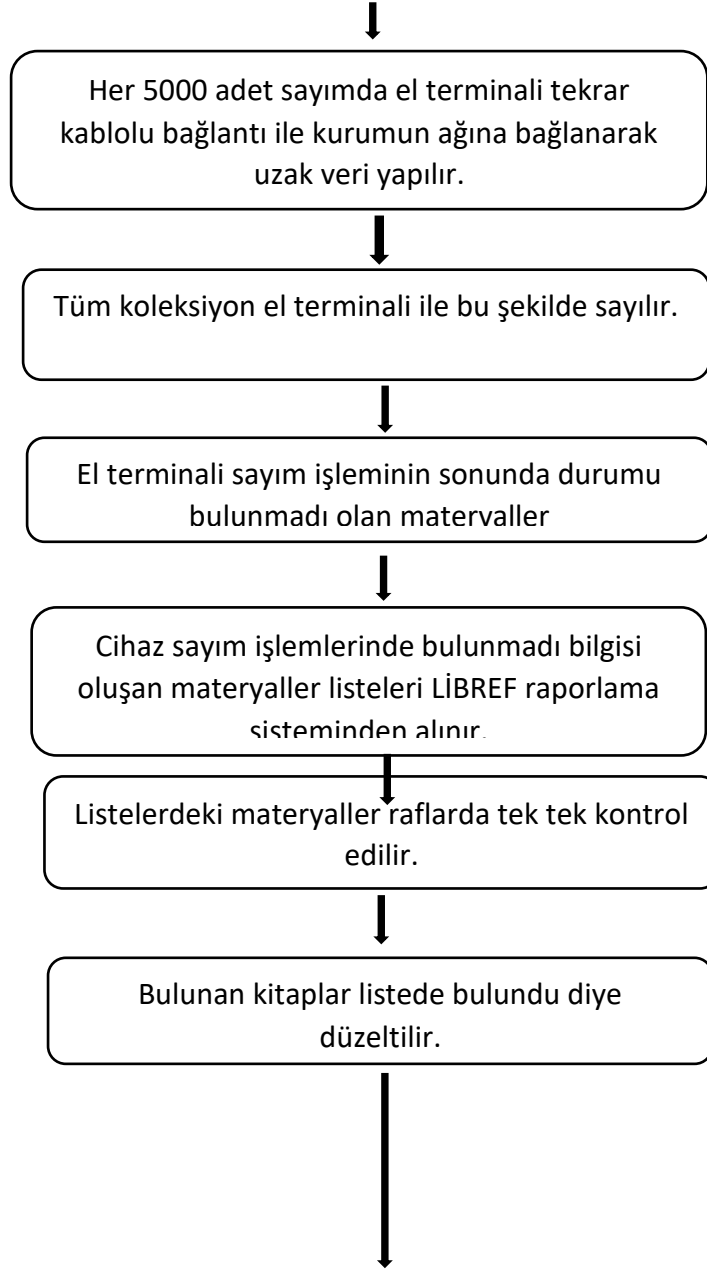 Her 5000 adet sayımda el terminali tekrar
kablolu bağlantı ile kurumun ağına bağlanarak
uzak veri yapılır.
Tüm koleksiyon el terminali ile bu şekilde sayılır.
El terminali sayım işleminin sonunda durumu
bulunmadı olan materyaller
Cihaz sayım işlemlerinde bulunmadı bilgisi
oluşan materyaller listeleri LİBREF raporlama
sisteminden alınır.
Listelerdeki materyaller raflarda tek tek kontrol
edilir.
Bulunan kitaplar listede bulundu diye
düzeltilir.